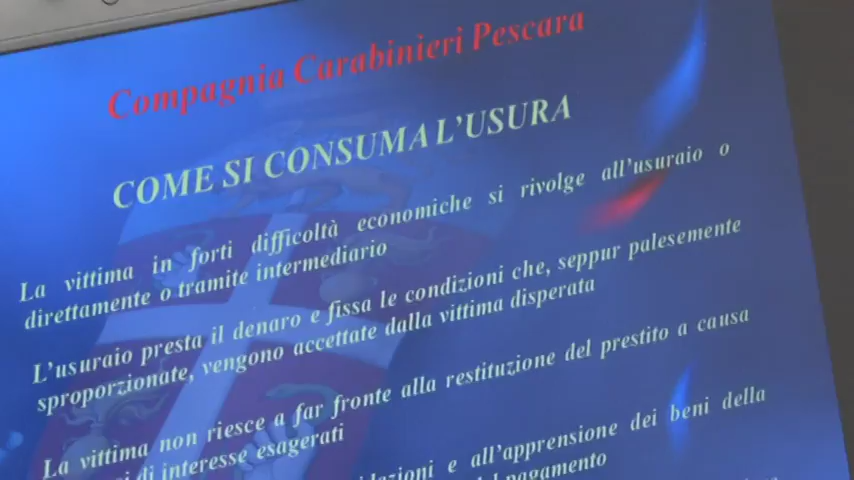 Compagnia Carabinieri Pescara
COME SI CONSUMA L'USURA
La vittima in forti difficoltà economiche si rivolge all'usuraio o
direttamente o tramite intermediario
L'usuraio presta il denaro e fissa le condizioni che, seppur palesemente
sproporzionate, vengono accettate dalla vittima disperata
La vittima non riesce a far fronte alla restituzione del prestito a causa
di interesse esagerati
e all'apprensione dei beni della
pagamento